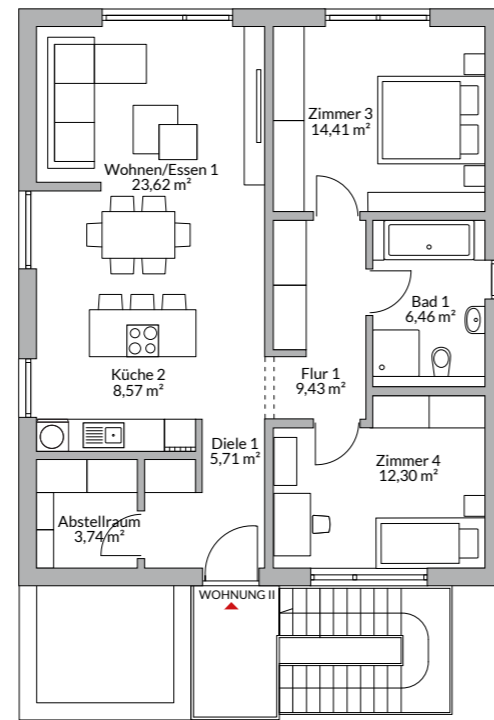 Zimmer 3
14,41 m²
Wohnen/Essen 1
23,62 m²
Bad 1
6,46 m²
Küche 2
8,57 m²
Flur 1
9,43 m²
Diele 1
5,71 m²
Zimmer 4
12,30 m²
Abstellraum
3,74 m²
WOHNUNG II